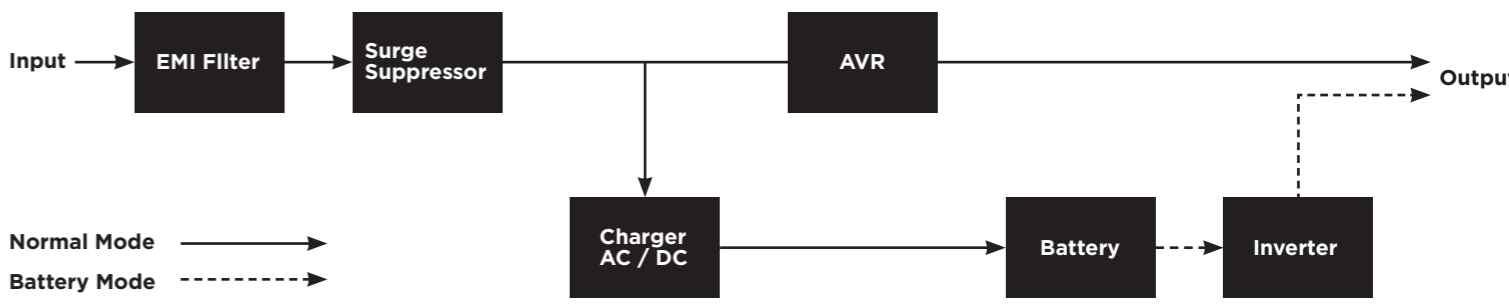 Input
EMI FIlter
Surge
Suppressor
AVR
Output
Normal Mode
Battery Mode
Charger
AC / DC
Battery
Inverter